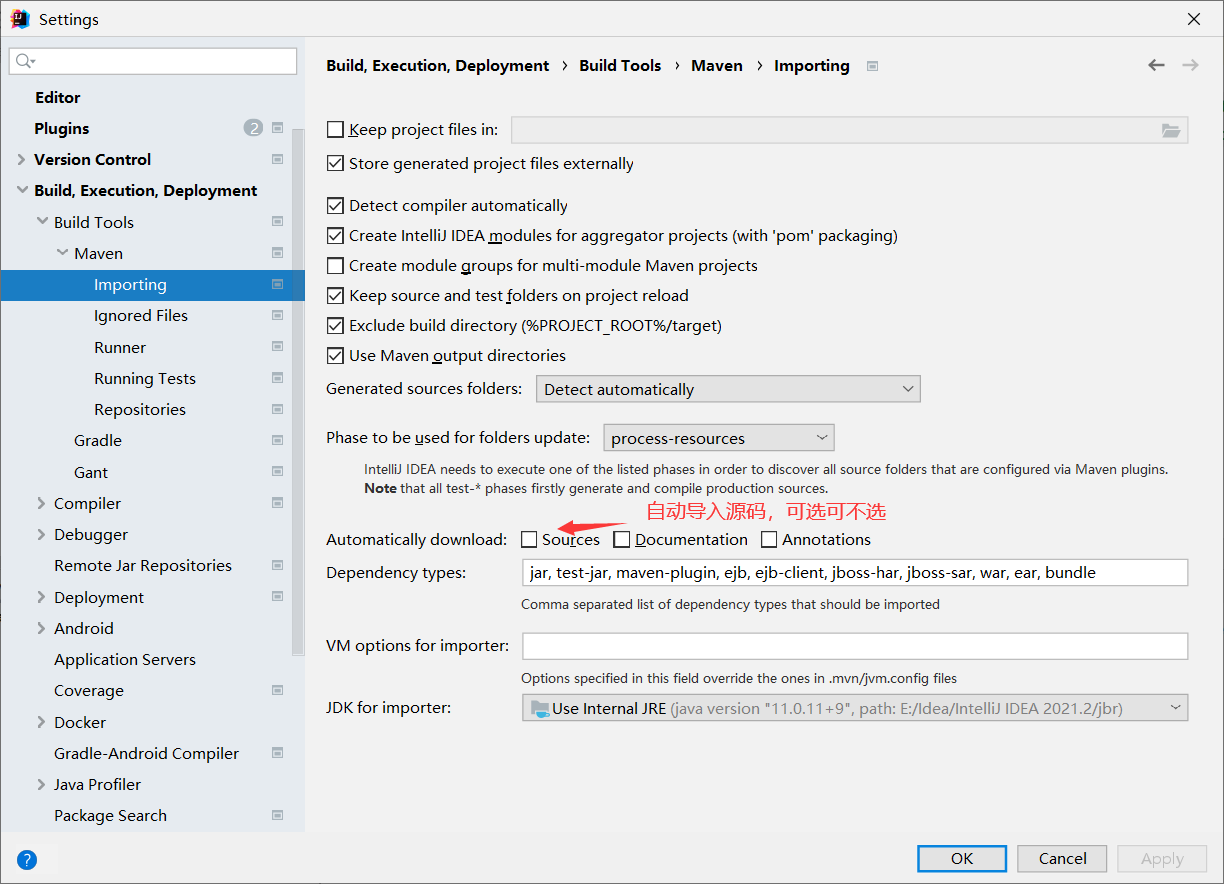 Settings
Editor
Plugins 2
Version Control
Build, Execution, Deployment
Build Tools
Maven
Importing
Ignored Files
Runner
Running Tests
Repositories
Gradle
Gant
Compiler
Debugger
Remote Jar Repositories
Deployment
Android
Application Servers
Coverage
Docker
Gradle-Android Compiler
Java Profiler
Package Search
Build, Execution, Deployment › Build Tools › Maven › Importing
Keep project files in:
Store generated project files externally
Detect compiler automatically
Create IntelliJ IDEA modules for aggregator projects (with 'pom' packaging)
Create module groups for multi-module Maven projects
Keep source and test folders on project reload
Exclude build directory (%PROJECT_ROOT%/target)
Use Maven output directories
Generated sources folders: Detect automatically
Phase to be used for folders update: process-resources
IntelliJ IDEA needs to execute one of the listed phases in order to discover all source folders that are configured via Maven plugins.
Note that all test-* phases firstly generate and compile production sources.
自动导入源码，可选可不选
Automatically download: Sources Documentation Annotations
Dependency types: jar, test-jar, maven-plugin, ejb, ejb-client, jboss-har, jboss-sar, war, ear, bundle
Comma separated list of dependency types that should be imported
VM options for importer:
Options specified in this field override the ones in .mvn/jvm.config files
JDK for importer: Use Internal JRE (java version "11.0.11+9", path: E:/Idea/IntelliJ IDEA 2021.2/jbr)
? OK Cancel Apply